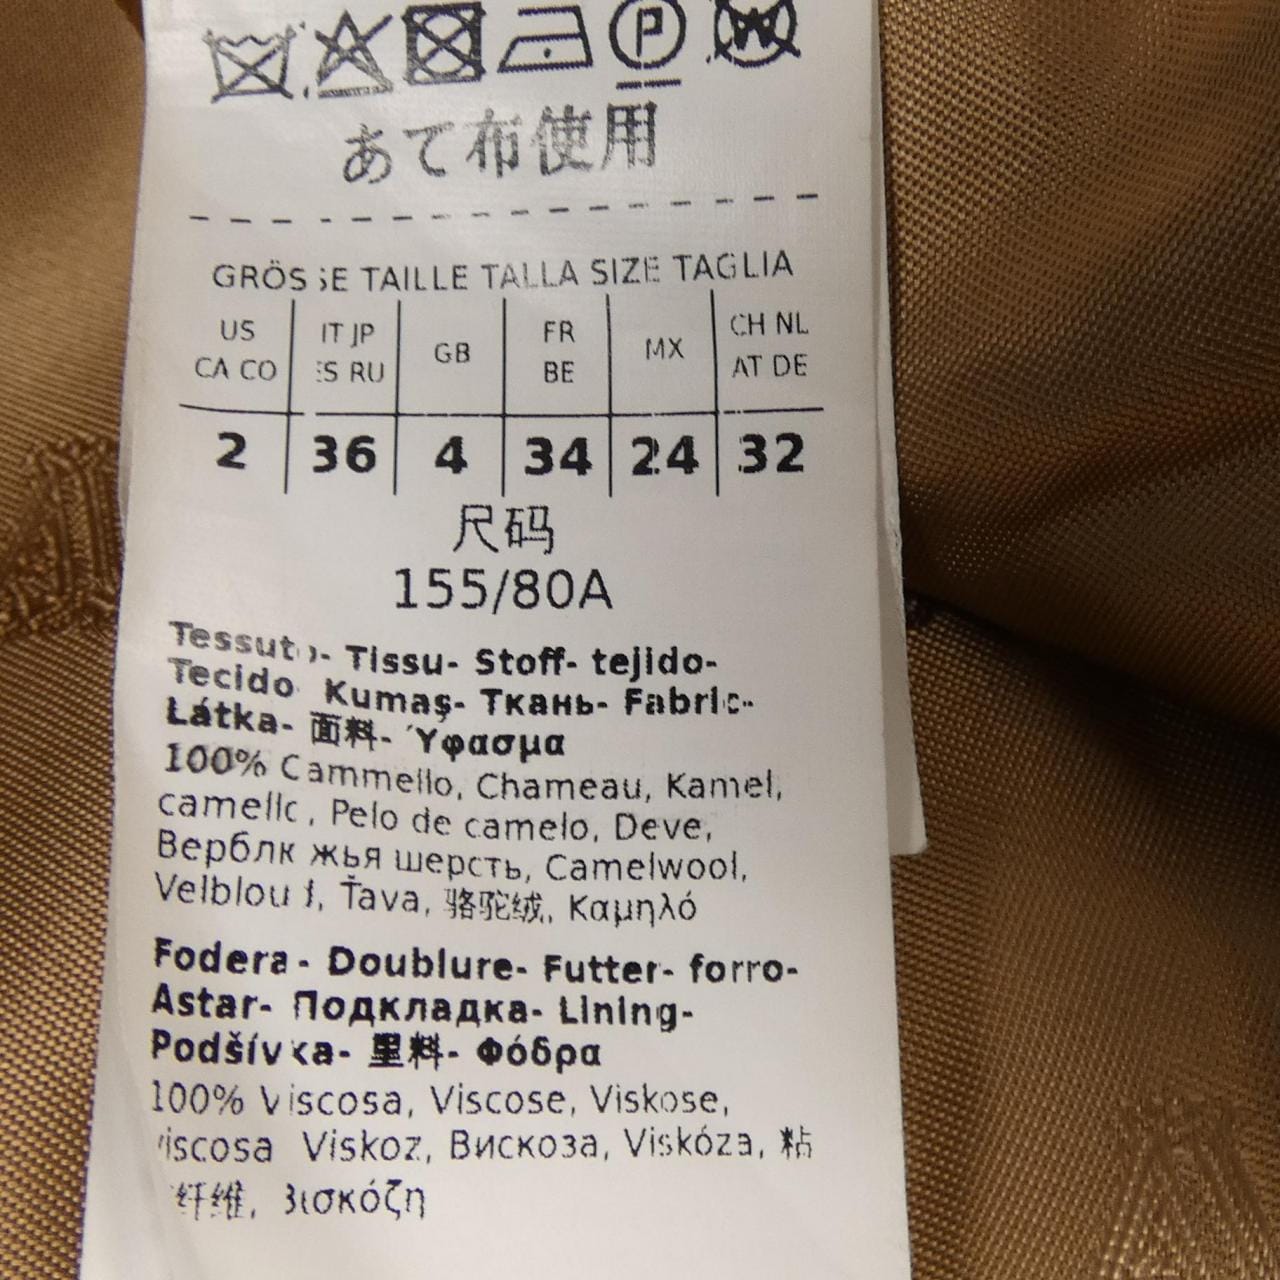 あて布使用
GRÖSSE TAILLE TALLA SIZE TAGLIA
US CA CO | IT JP ES RU | GB | FR BE | MX | CH NL AT DE
2 | 36 | 4 | 34 | 24 | 32
尺码
155/80A
Tessuto- Tissu- Stoff- tejido-
Tecido Kumaş- Ткань- Fabric-
Látka- 面料- Ύφασμα
100% Cammello, Chameau, Kamel,
camello, Pelo de camelo, Deve,
Верблюжья шерсть, Camelwool,
Velbloud, Ťava, 骆驼绒, Καμηλό
Fodera- Doublure- Futter- forro-
Astar- Подкладка- Lining-
Podšívka- 里料- Φόδρα
100% Viscosa, Viscose, Viskose,
viscosa Viskoz, Вискоза, Viskóza, 粘
纤维, Βισκόζη